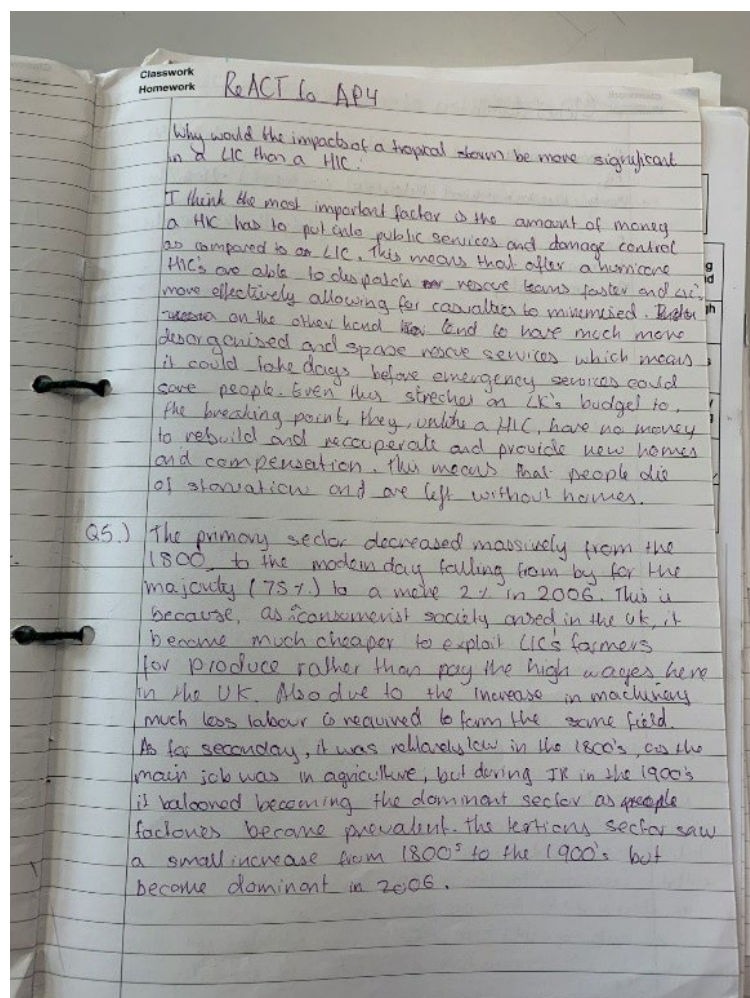 Classwork
Homework
ReACT to AP4
Why would the impacts of a tropical storm be more significant
in a LIC than a HIC.
I think the most important factor is the amount of money
a HIC has to put into public services and damage control
as compared to a LIC. This means that after a hurricane
HIC's are able to dispatch rescue teams faster and
more effectively allowing for casualties to minimised. LIC's
on the other hand tend to have much more
desorganised and sparse rescue services which means
it could take days before emergency services could
save people. Even this streches an LIC's budget to,
the breaking point, they, unlike a HIC, have no money
to rebuild and recouperate and provide new homes
and compensation. This means that people die
of starvation and are left without homes.
Q5.) The primary sector decreased massively from the
1800 to the modern day falling from by far the
majority (75%) to a mere 2% in 2006. This is
because, as consumerist society arised in the UK, it
became much cheaper to exploit LIC's farmers
for produce rather than pay the high wages here
in the UK. Also due to the increase in machinery
much less labour is required to farm the same field.
As for seconday, it was relitavely low in the 1800's, as the
main job was in agriculture, but during IR in the 1900's
it balooned becoming the dominant sector as
factories became prevalent. The tertiary sector saw
a small increase from 1800s to the 1900's but
became dominant in 2006.